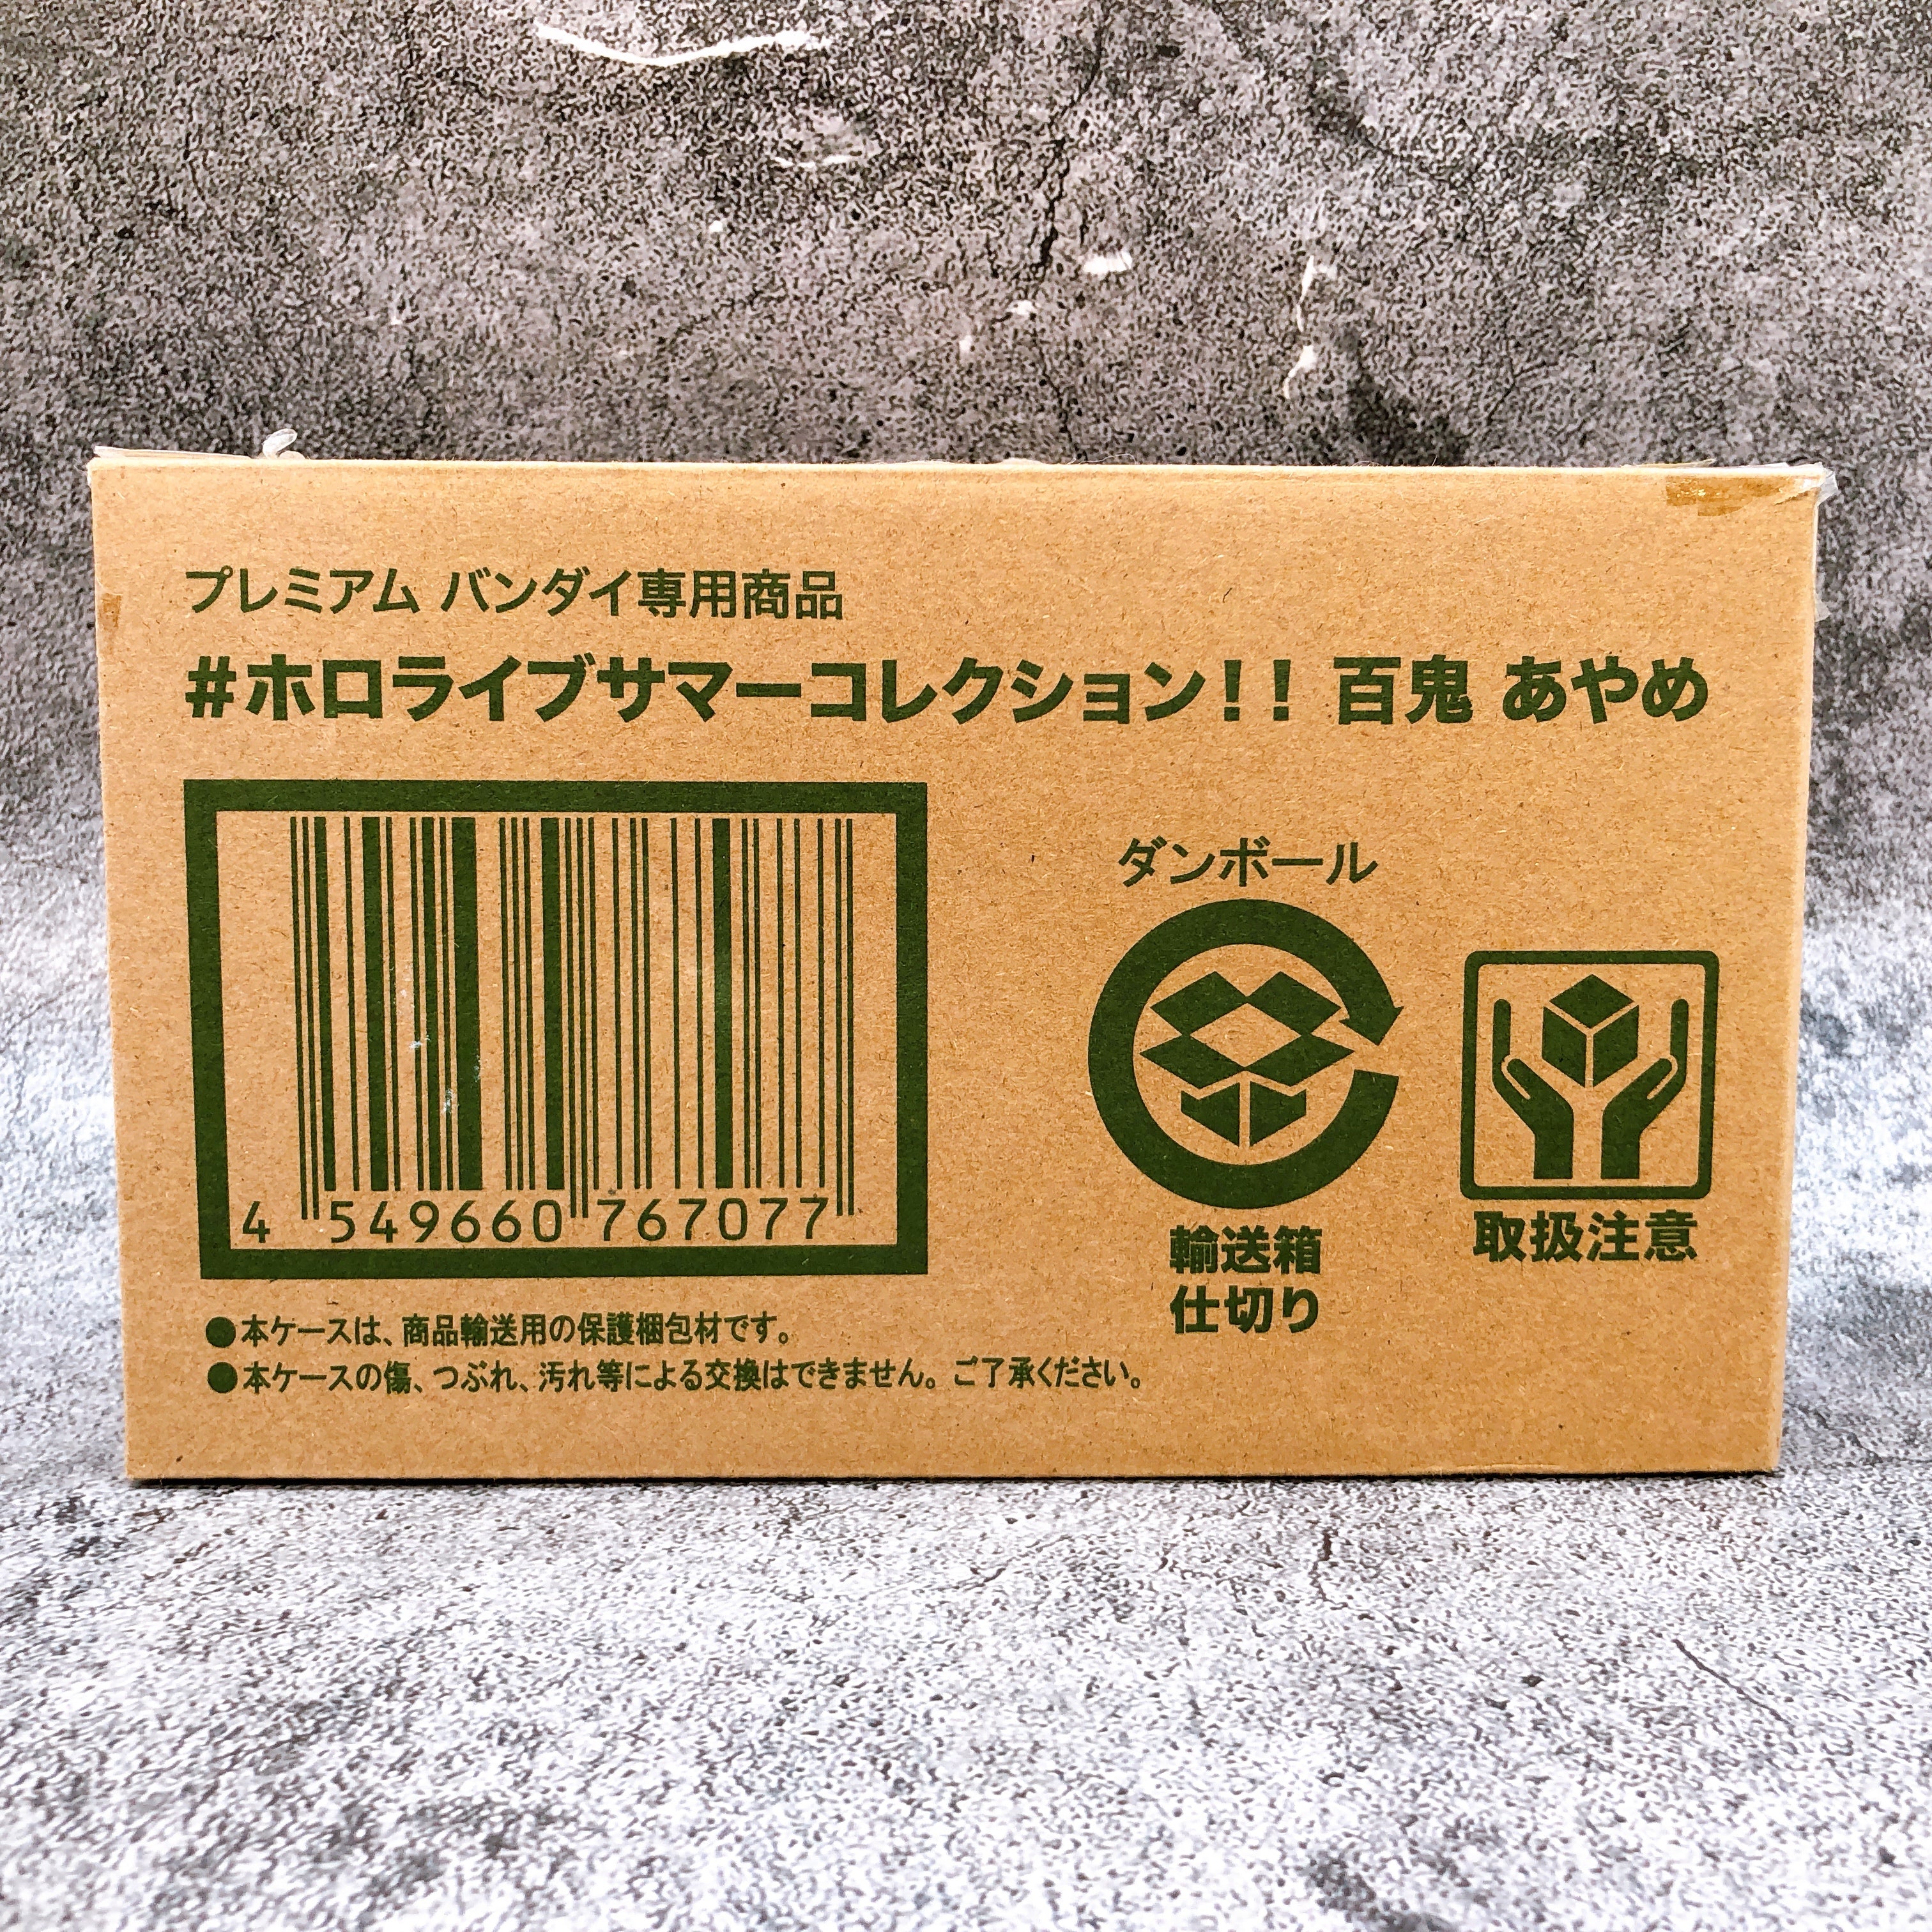 プレミアム バンダイ専用商品
#ホロライブサマーコレクション!! 百鬼 あやめ
4 549660 767077
ダンボール
輸送箱
仕切り
取扱注意
●本ケースは、商品輸送用の保護梱包材です。
●本ケースの傷、つぶれ、汚れ等による交換はできません。ご了承ください。